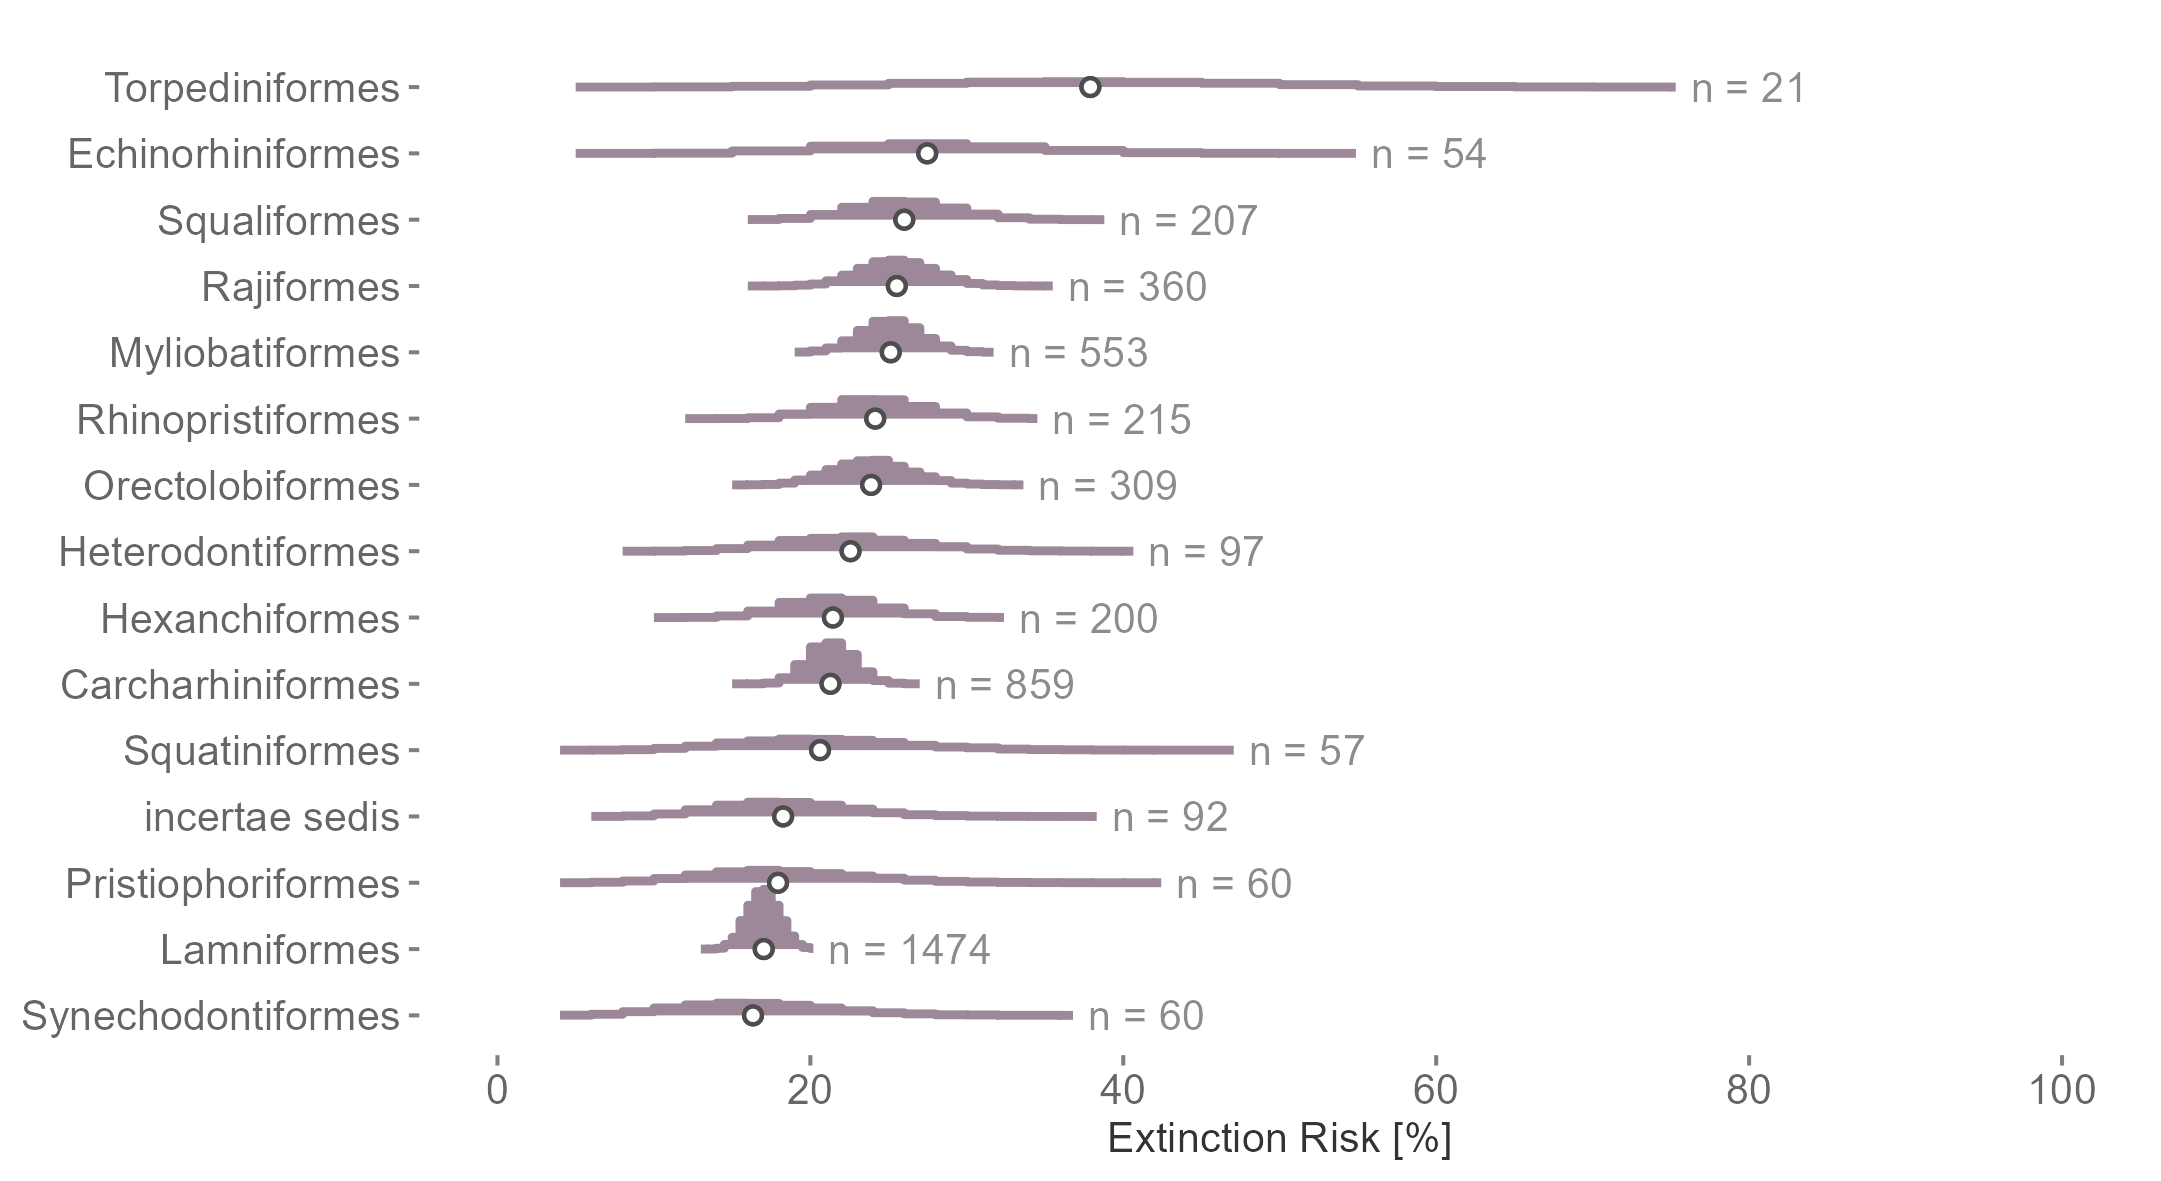 Torpediniformes n = 21
Echinorhiniformes n = 54
Squaliformes n = 207
Rajiformes n = 360
Myliobatiformes n = 553
Rhinopristiformes n = 215
Orectolobiformes n = 309
Heterodontiformes n = 97
Hexanchiformes n = 200
Carcharhiniformes n = 859
Squatiniformes n = 57
incertae sedis n = 92
Pristiophoriformes n = 60
Lamniformes n = 1474
Synechodontiformes n = 60
0 20 40 60 80 100
Extinction Risk [%]